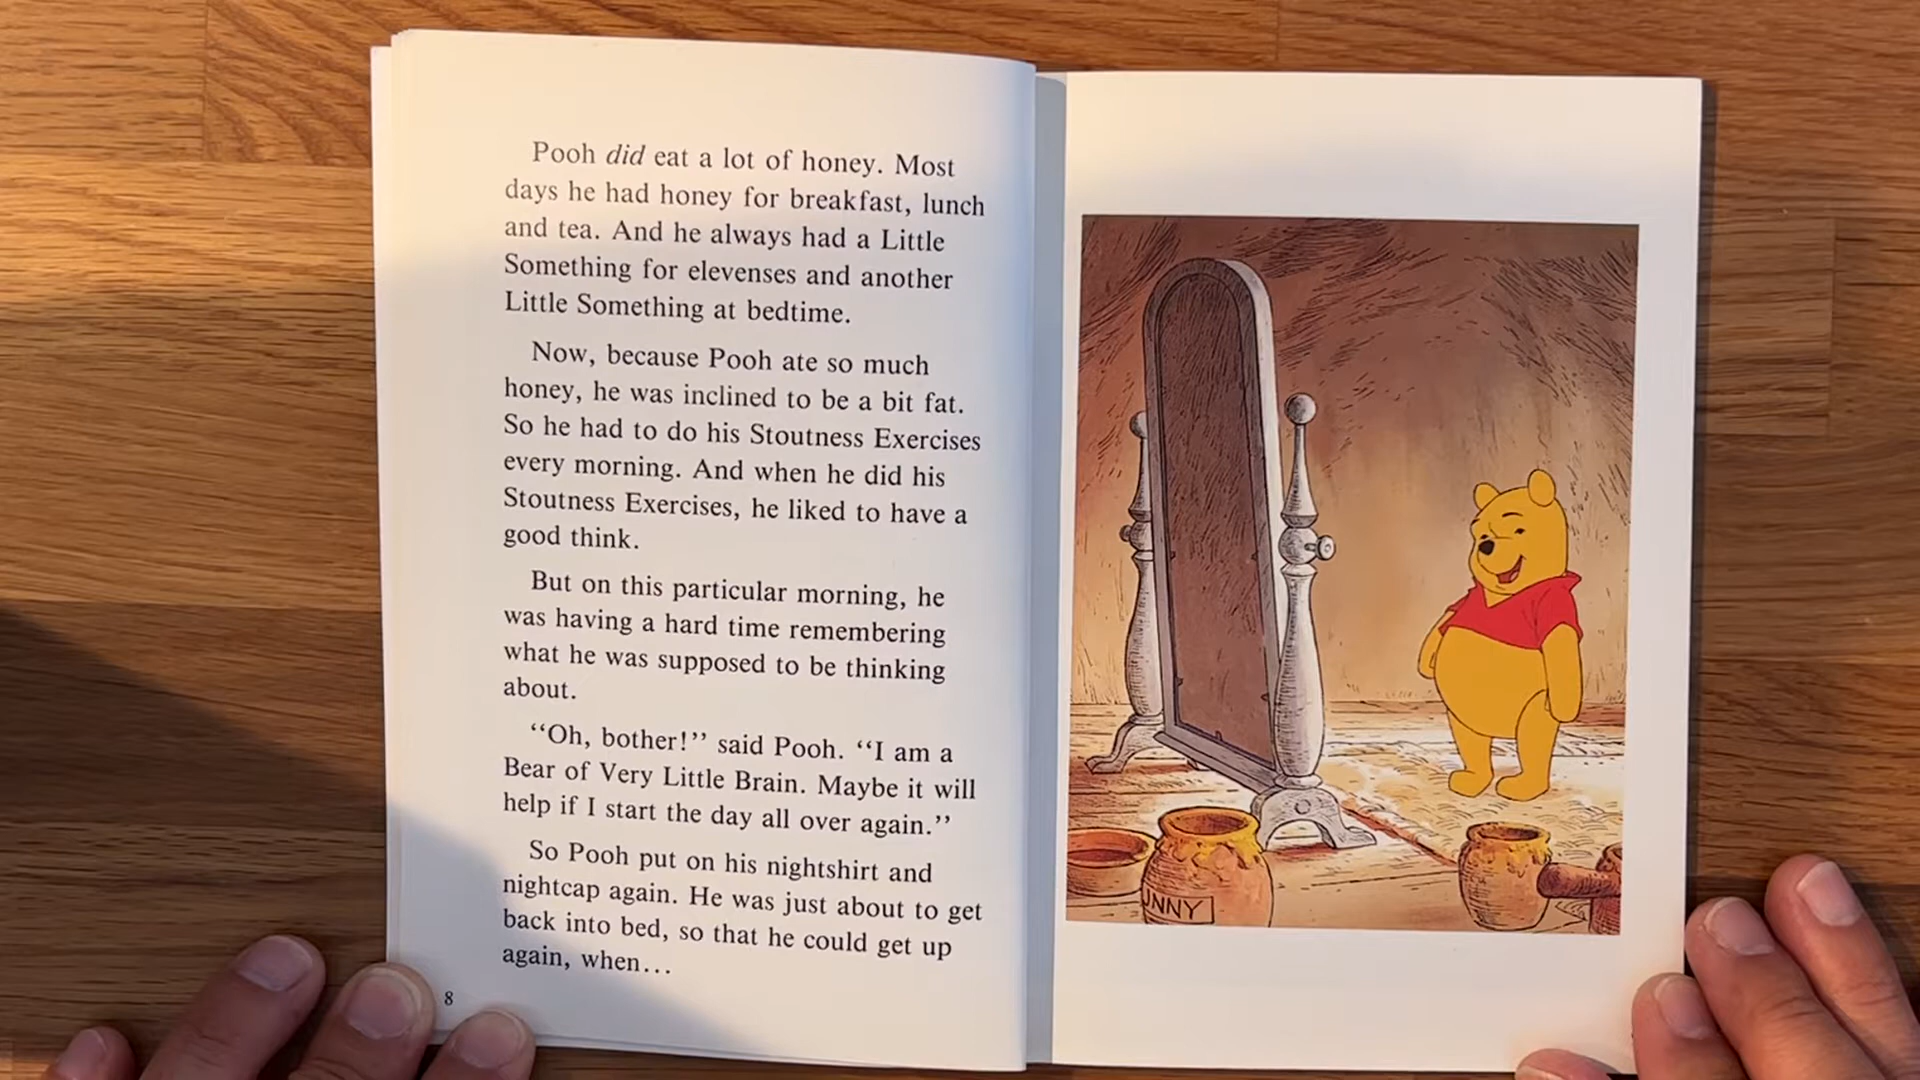 Pooh did eat a lot of honey. Most
days he had honey for breakfast, lunch
and tea. And he always had a Little
Something for elevenses and another
Little Something at bedtime.
Now, because Pooh ate so much
honey, he was inclined to be a bit fat.
So he had to do his Stoutness Exercises
every morning. And when he did his
Stoutness Exercises, he liked to have a
good think.
But on this particular morning, he
was having a hard time remembering
what he was supposed to be thinking
about.
‘‘Oh, bother!’’ said Pooh. ‘‘I am a
Bear of Very Little Brain. Maybe it will
help if I start the day all over again.’’
So Pooh put on his nightshirt and
nightcap again. He was just about to get
back into bed, so that he could get up
again, when...
8
UNNY